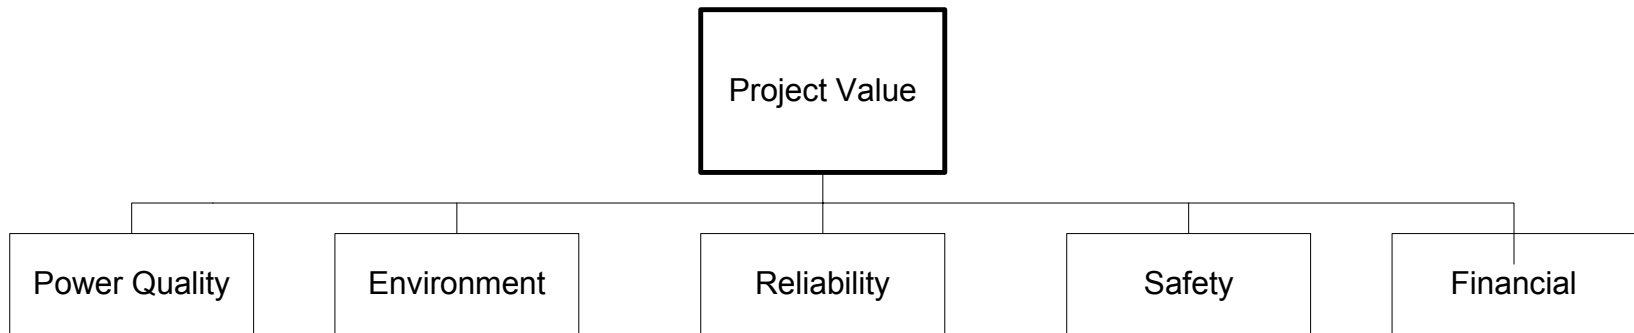 Project Value
Power Quality
Environment
Reliability
Safety
Financial